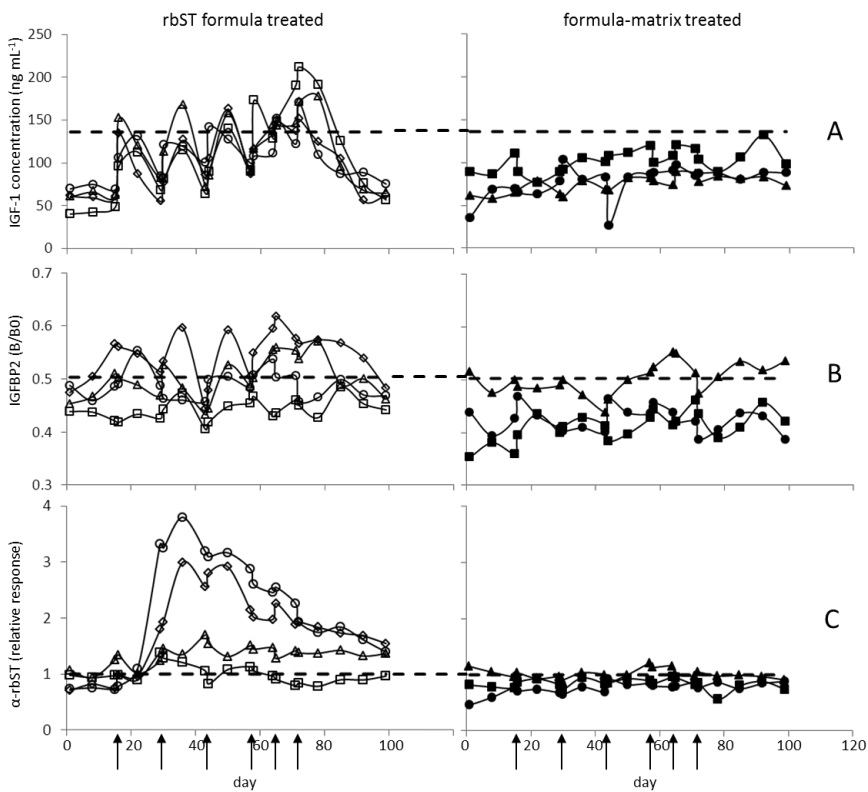 rbST formula treated
formula-matrix treated
IGF-1 concentration (ng mL-1)
250
200
150
100
50
0
A
IGFBP2 (B/B0)
0.7
0.6
0.5
0.4
0.3
B
α-rbST (relative response)
4
3
2
1
0
C
0 20 40 60 80 100
0 20 40 60 80 100 120
day
day